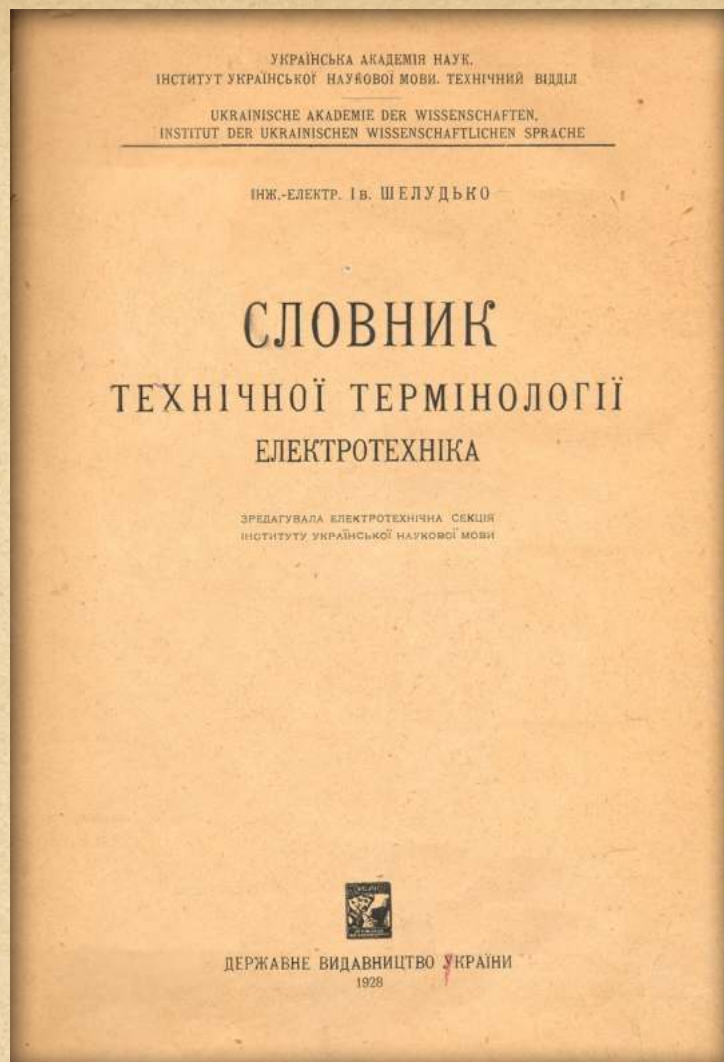 УКРАЇНСЬКА АКАДЕМІЯ НАУК.
ІНСТИТУТ УКРАЇНСЬКОЇ НАУКОВОЇ МОВИ. ТЕХНІЧНИЙ ВІДДІЛ
UKRAINISCHE AKADEMIE DER WISSENSCHAFTEN,
INSTITUT DER UKRAINISCHEN WISSENSCHAFTLICHEN SPRACHE
ІНЖ.-ЕЛЕКТР. Ів. ШЕЛУДЬКО
СЛОВНИК
ТЕХНІЧНОЇ ТЕРМІНОЛОГІЇ
ЕЛЕКТРОТЕХНІКА
ЗРЕДАГУВАЛА ЕЛЕКТРОТЕХНІЧНА СЕКЦІЯ
ІНСТИТУТУ УКРАЇНСЬКОЇ НАУКОВОЇ МОВИ
ДЕРЖАВНЕ ВИДАВНИЦТВО УКРАЇНИ
1928